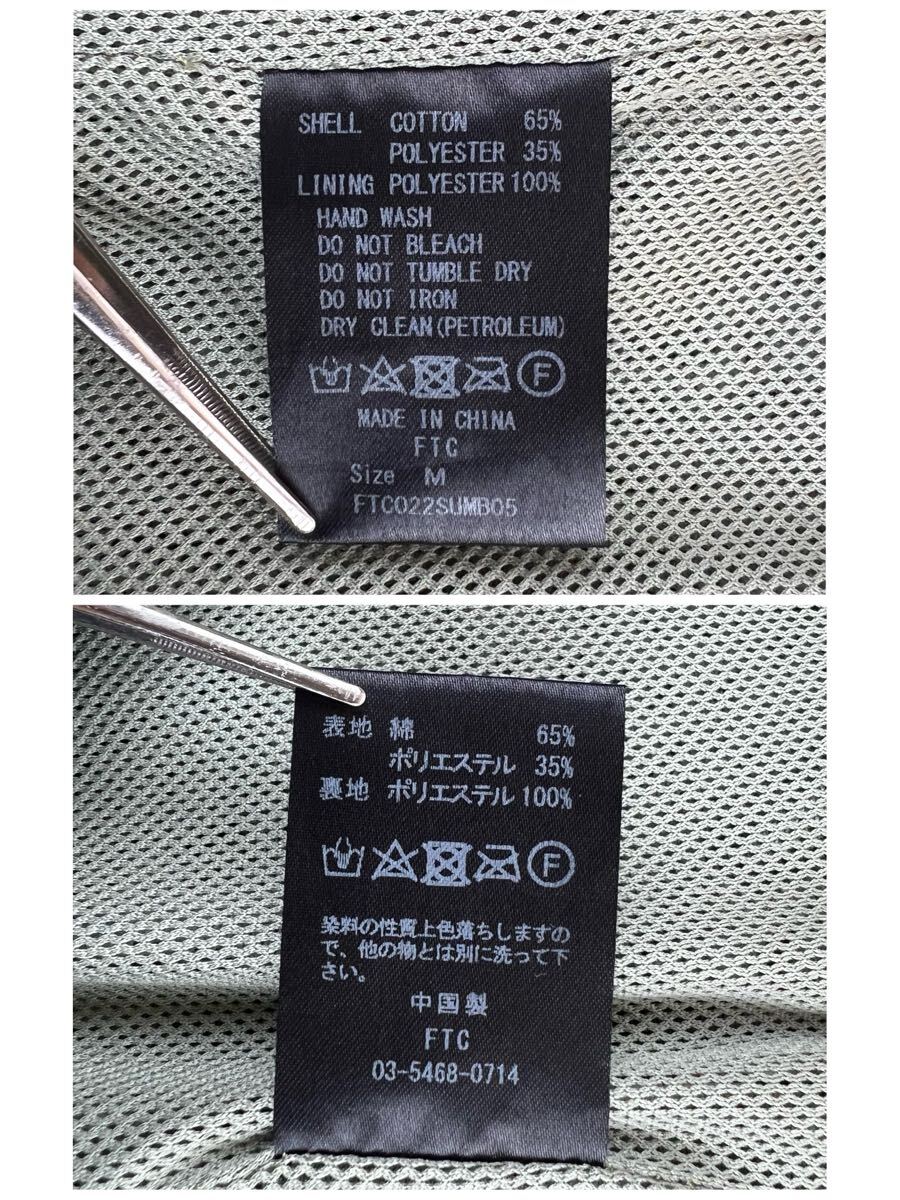 SHELL COTTON 65%
POLYESTER 35%
LINING POLYESTER 100%
HAND WASH
DO NOT BLEACH
DO NOT TUMBLE DRY
DO NOT IRON
DRY CLEAN(PETROLEUM)
F
MADE IN CHINA
FTC
Size M
FTC022SUMB05
表地 綿 65%
ポリエステル 35%
裏地 ポリエステル 100%
F
染料の性質上色落ちしますの
で、他の物とは別に洗って下
さい。
中国製
FTC
03-5468-0714